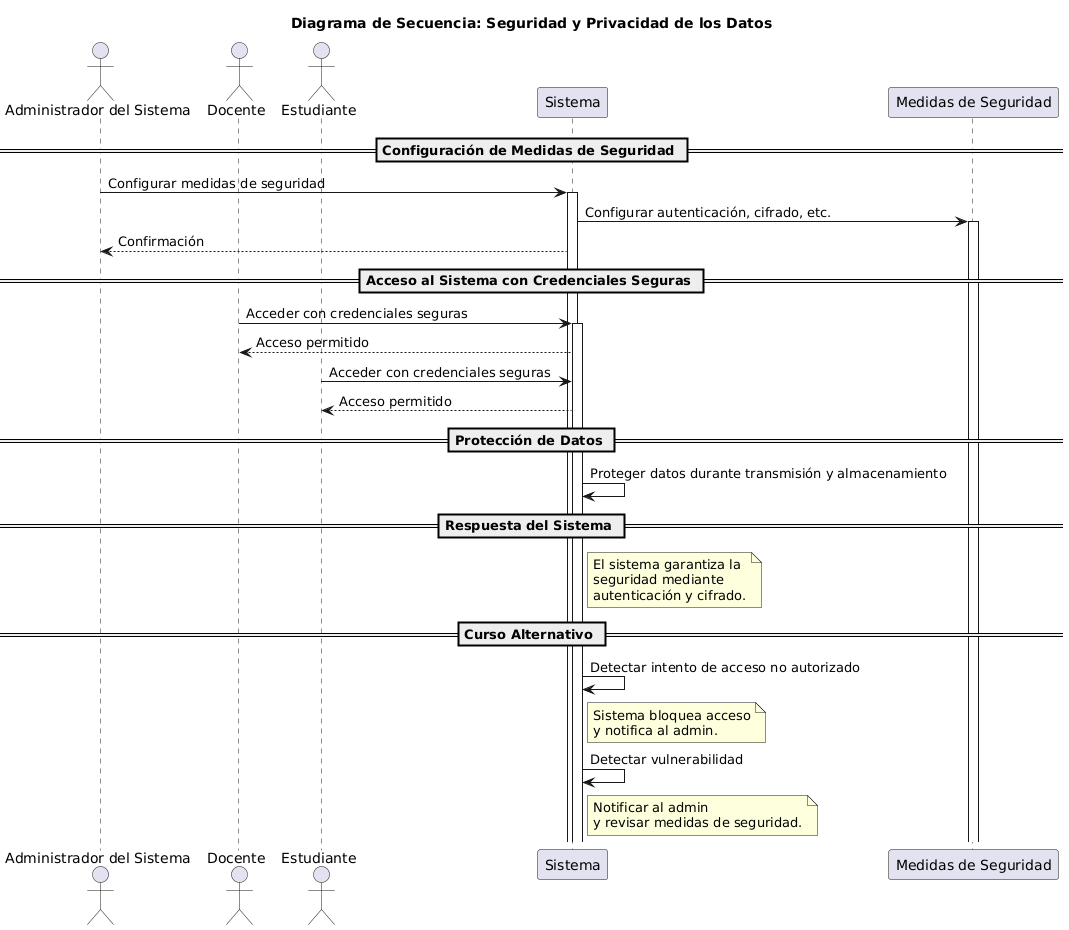 Diagrama de Secuencia: Seguridad y Privacidad de los Datos
Administrador del Sistema
Docente
Estudiante
Sistema
Medidas de Seguridad
Configuración de Medidas de Seguridad
Configurar medidas de seguridad
Configurar autenticación, cifrado, etc.
Confirmación
Acceso al Sistema con Credenciales Seguras
Acceder con credenciales seguras
Acceso permitido
Acceder con credenciales seguras
Acceso permitido
Protección de Datos
Proteger datos durante transmisión y almacenamiento
Respuesta del Sistema
El sistema garantiza la
seguridad mediante
autenticación y cifrado.
Curso Alternativo
Detectar intento de acceso no autorizado
Sistema bloquea acceso
y notifica al admin.
Detectar vulnerabilidad
Notificar al admin
y revisar medidas de seguridad.
Administrador del Sistema
Docente
Estudiante
Sistema
Medidas de Seguridad